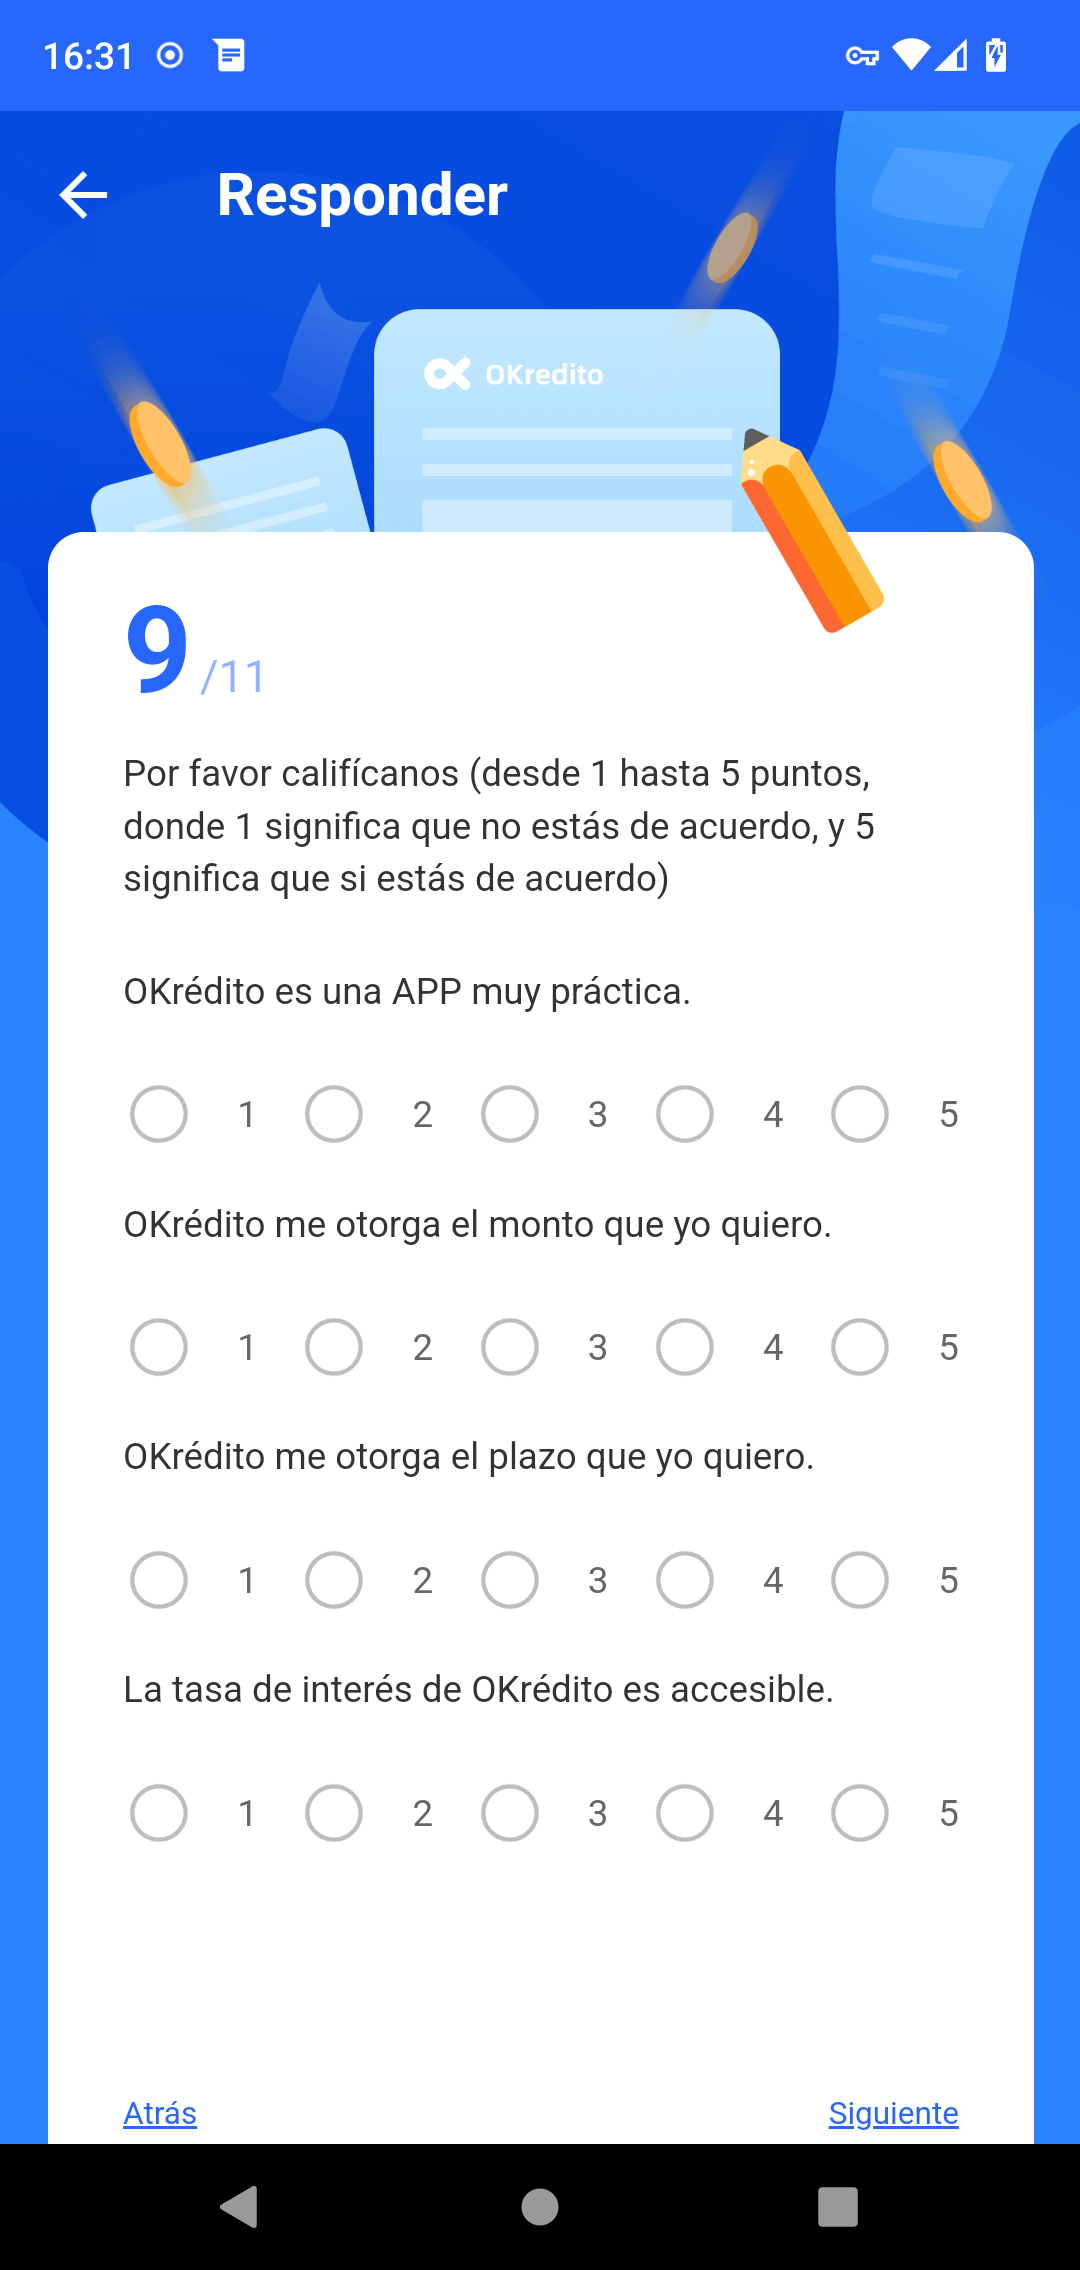 16:31
Responder
OKredito
9 /11
Por favor califícanos (desde 1 hasta 5 puntos,
donde 1 significa que no estás de acuerdo, y 5
significa que si estás de acuerdo)
OKrédito es una APP muy práctica.
1 2 3 4 5
OKrédito me otorga el monto que yo quiero.
1 2 3 4 5
OKrédito me otorga el plazo que yo quiero.
1 2 3 4 5
La tasa de interés de OKrédito es accesible.
1 2 3 4 5
Atrás Siguiente